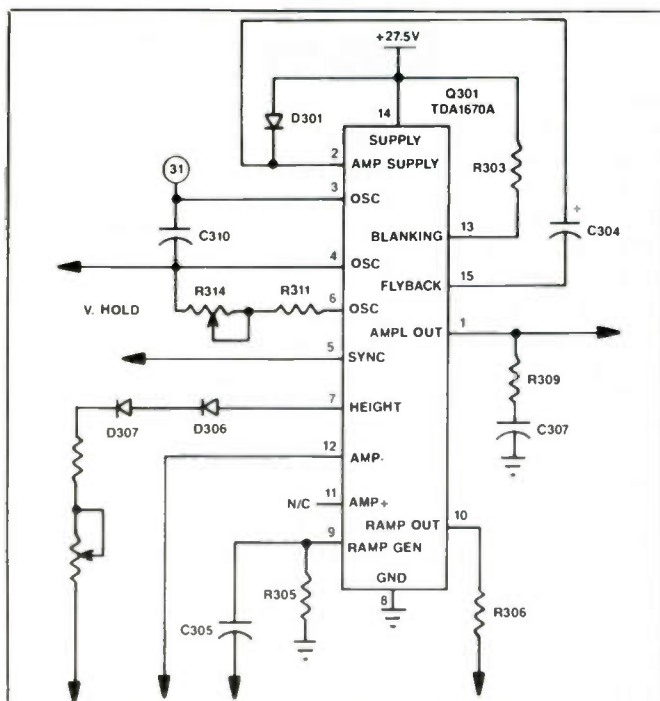 +27.5V
Q301
TDA1670A
14
D301
SUPPLY
2
AMP SUPPLY
R303
31
3
OSC
13
C304
+
C310
BLANKING
4
OSC
15
R314
R311
6
FLYBACK
V. HOLD
OSC
1
AMPL OUT
5
SYNC
R309
7
HEIGHT
D307
D306
C307
12
AMP-
N/C
11
AMP+
10
RAMP OUT
9
RAMP GEN
GND
R305
8
R306
C305